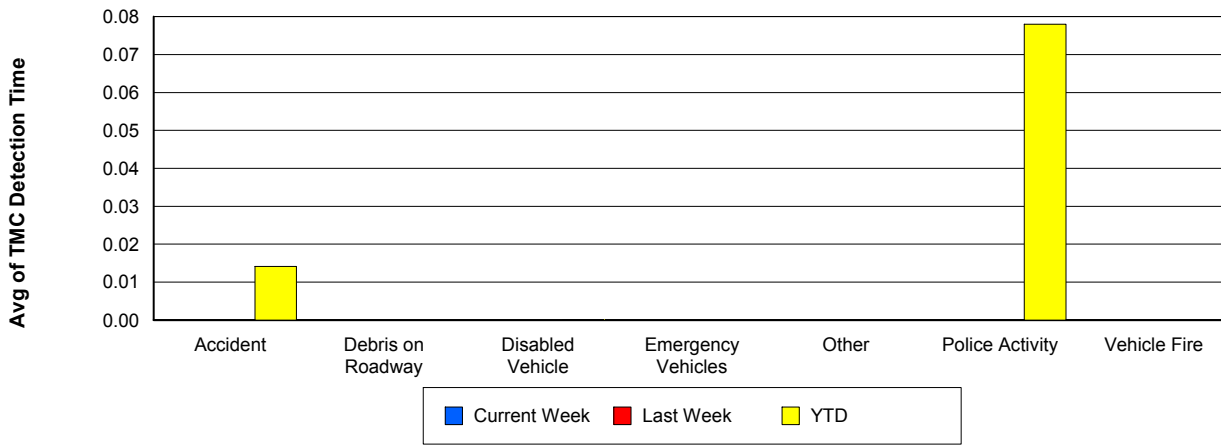 Avg of TMC Detection Time
0.08
0.07
0.06
0.05
0.04
0.03
0.02
0.01
0.00
Accident
Debris on
Roadway
Disabled
Vehicle
Emergency
Vehicles
Other
Police Activity
Vehicle Fire
Current Week
Last Week
YTD